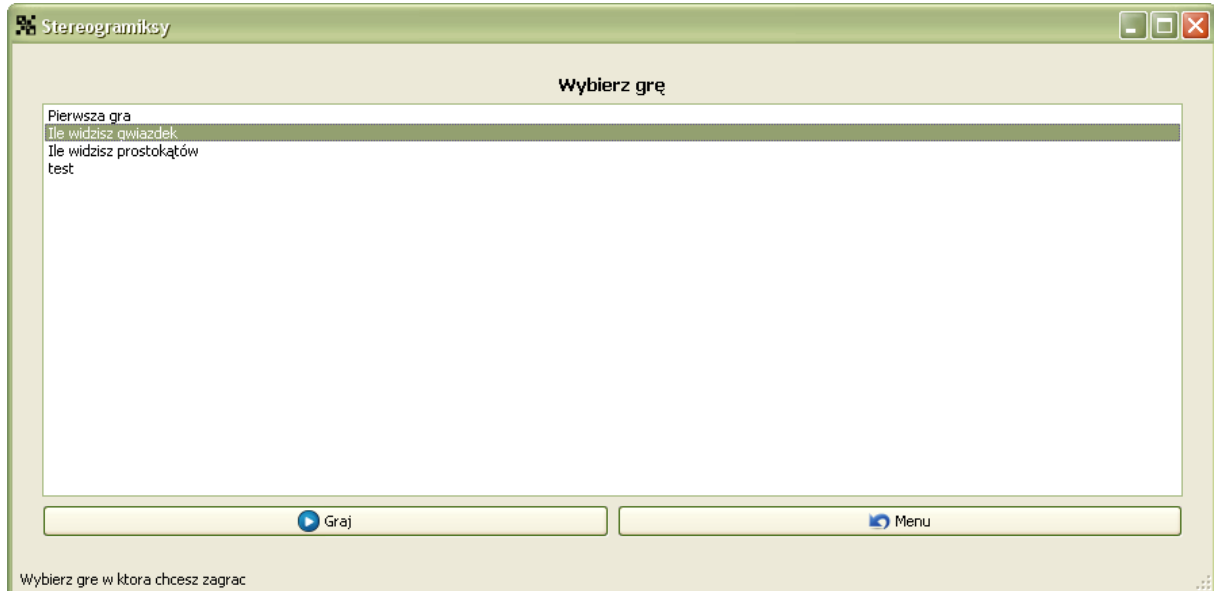 Stereogramiksy
Wybierz grę
Pierwsza gra
Ile widzisz gwiazdek
Ile widzisz prostokątów
test
Graj
Menu
Wybierz gre w ktora chcesz zagrac